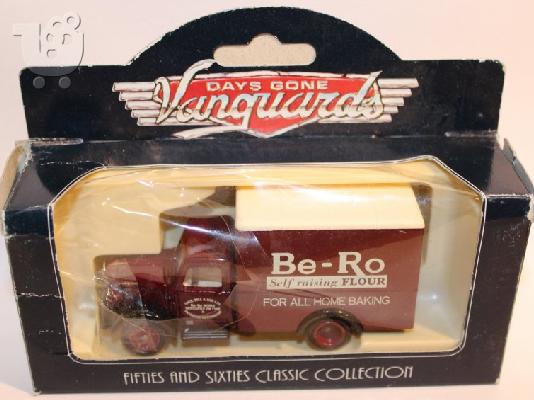 DAYS GONE
Vanguards
Be-Ro
Self raising FLOUR
FOR ALL HOME BAKING
FIFTIES AND SIXTIES CLASSIC COLLECTION